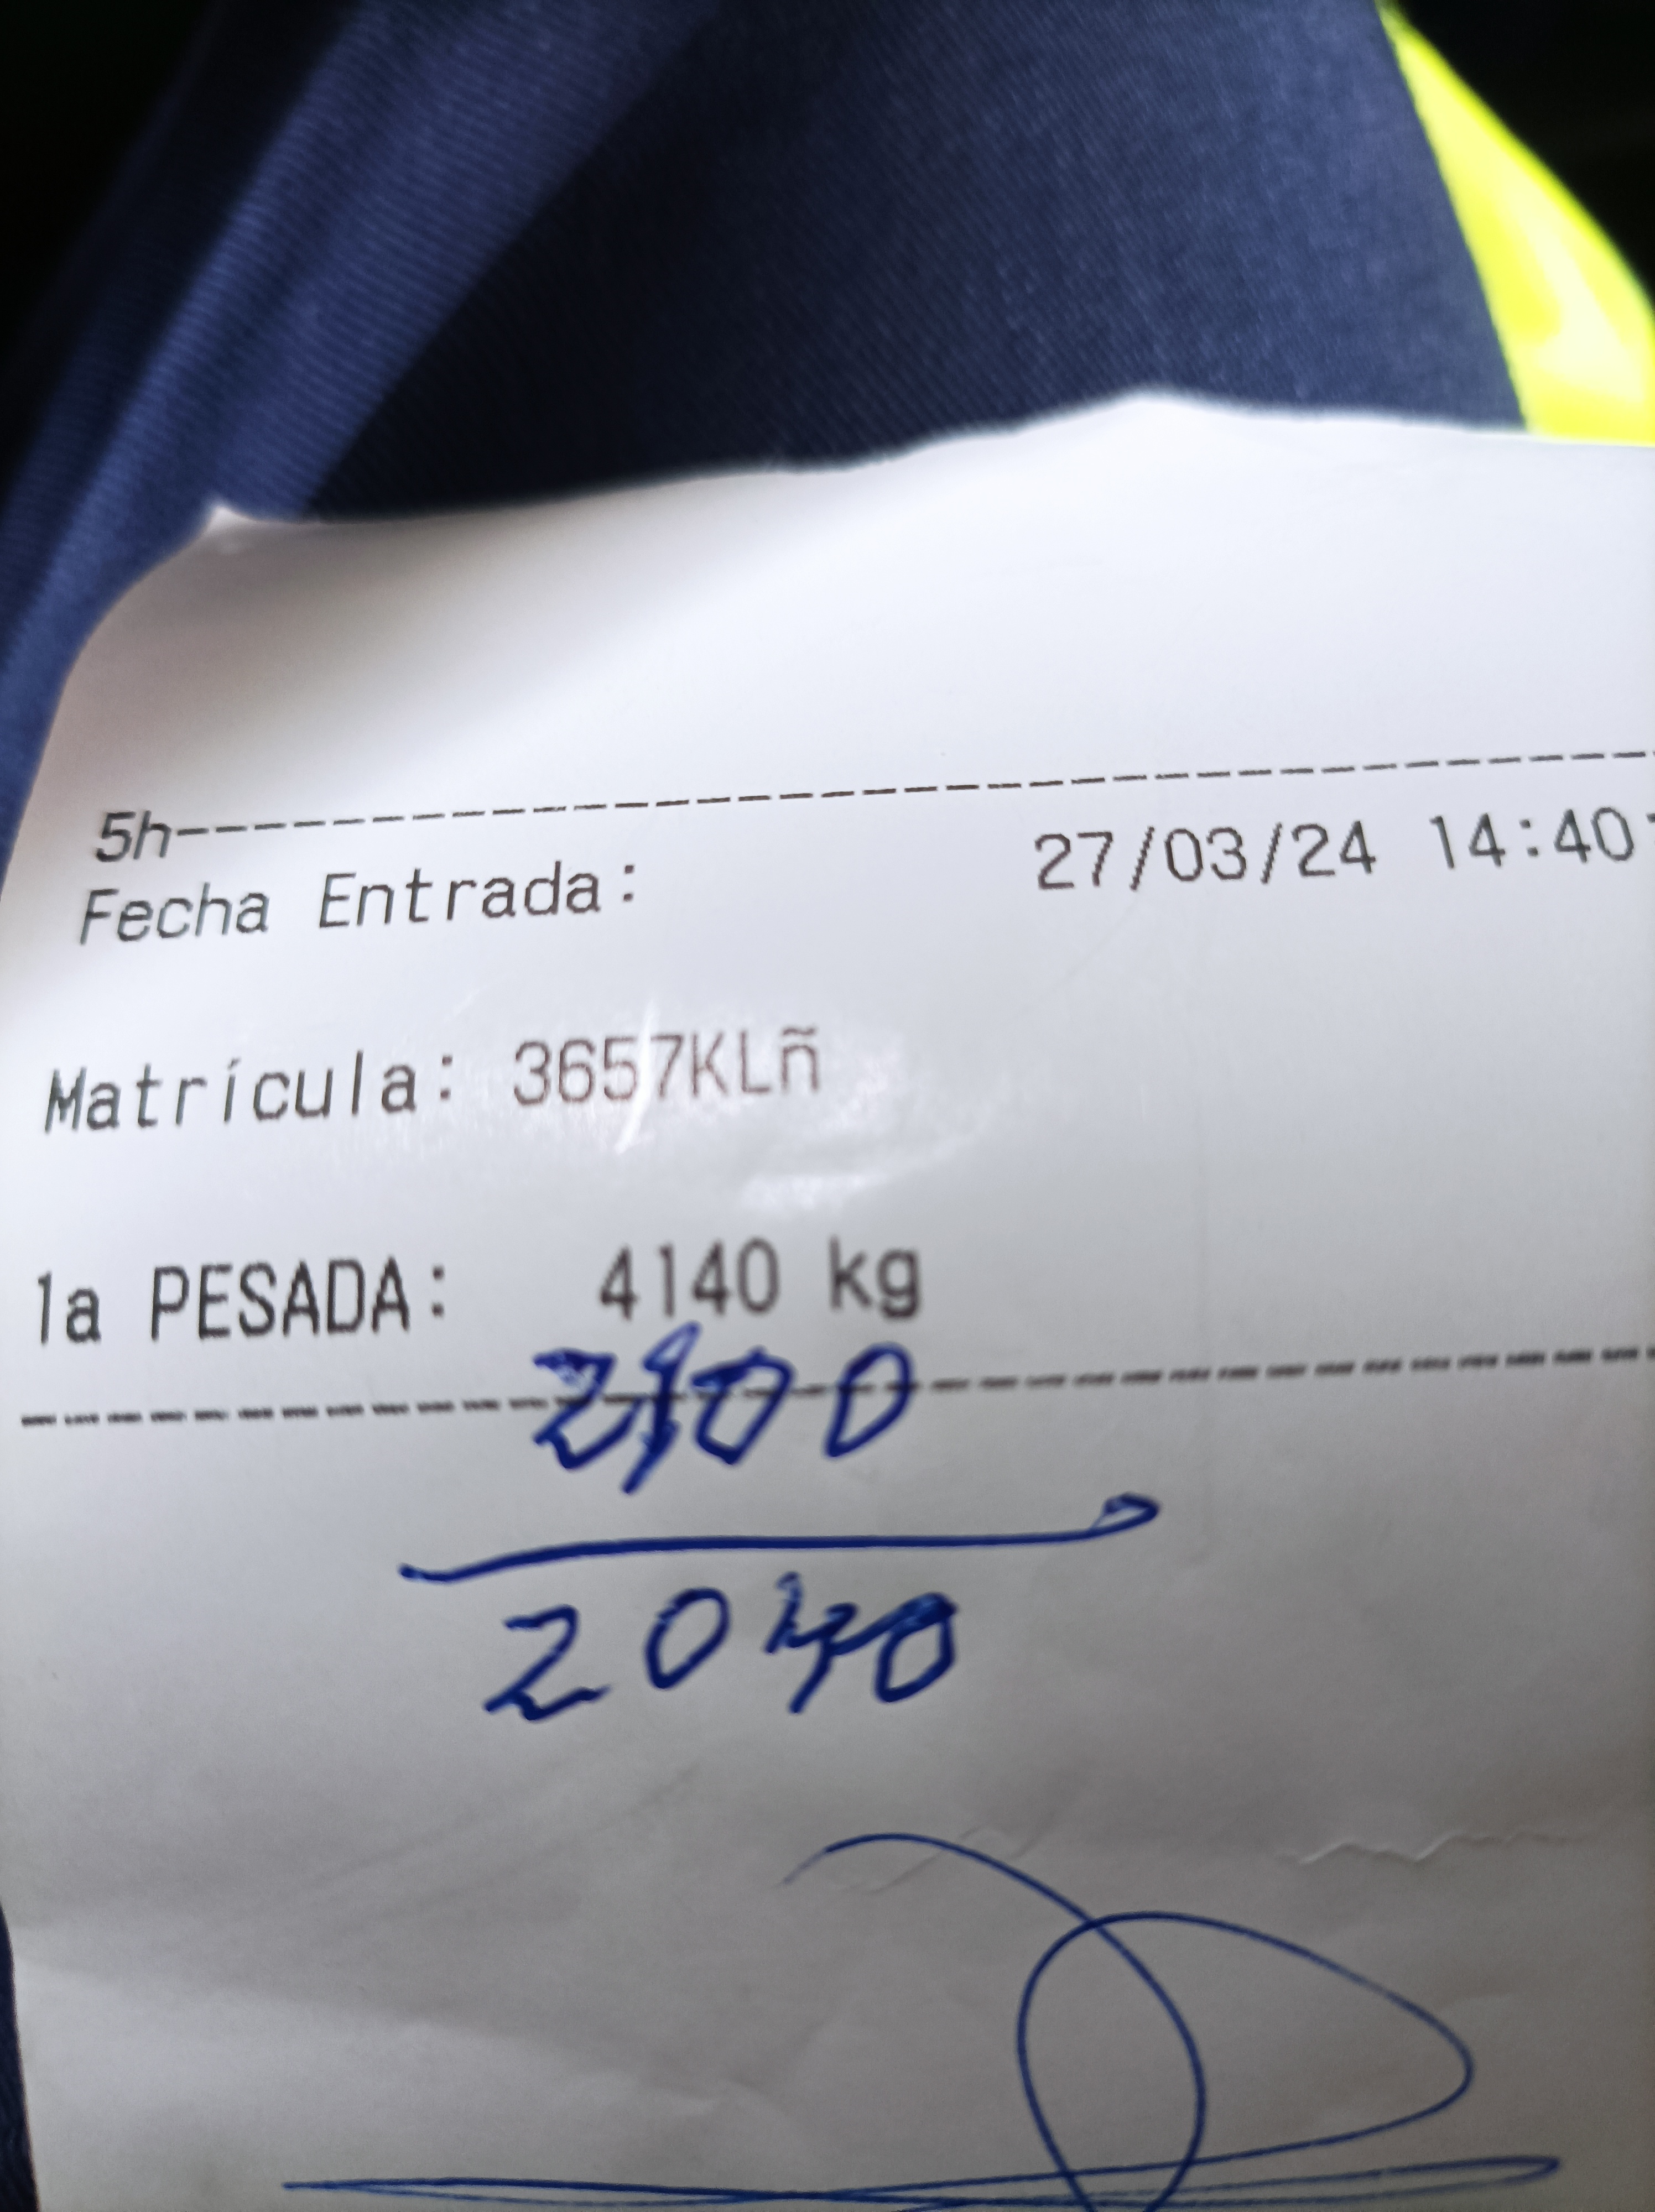 5h------------------------------------
Fecha Entrada: 27/03/24 14:40
Matrícula: 3657KLñ
1a PESADA: 4140 kg
2100
2040